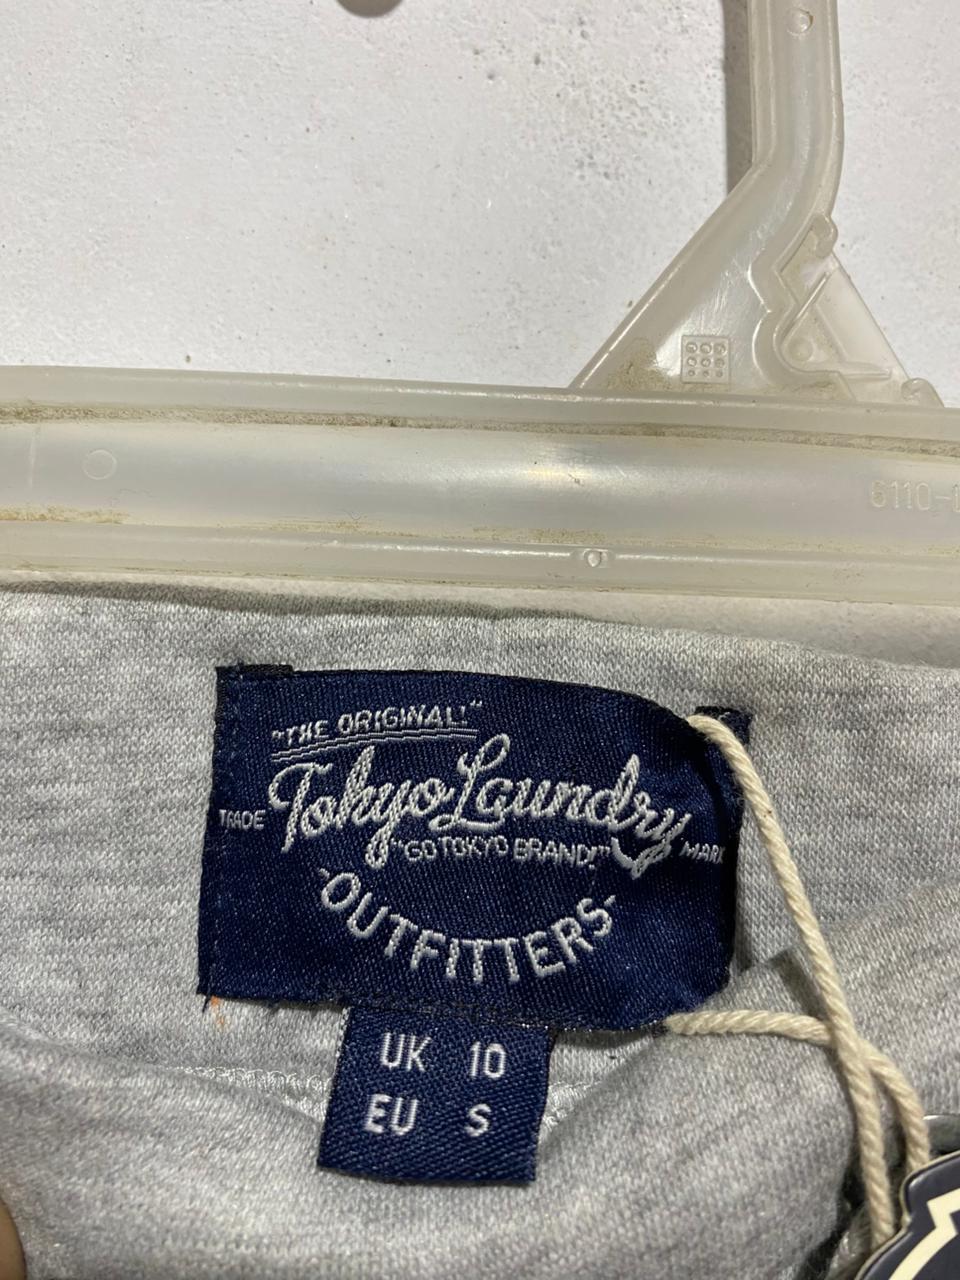 6110-
"THE ORIGINAL!"
Tokyo Laundry
TRADE MARK
"GO TOKYO BRAND!"
-OUTFITTERS-
UK 10
EU S